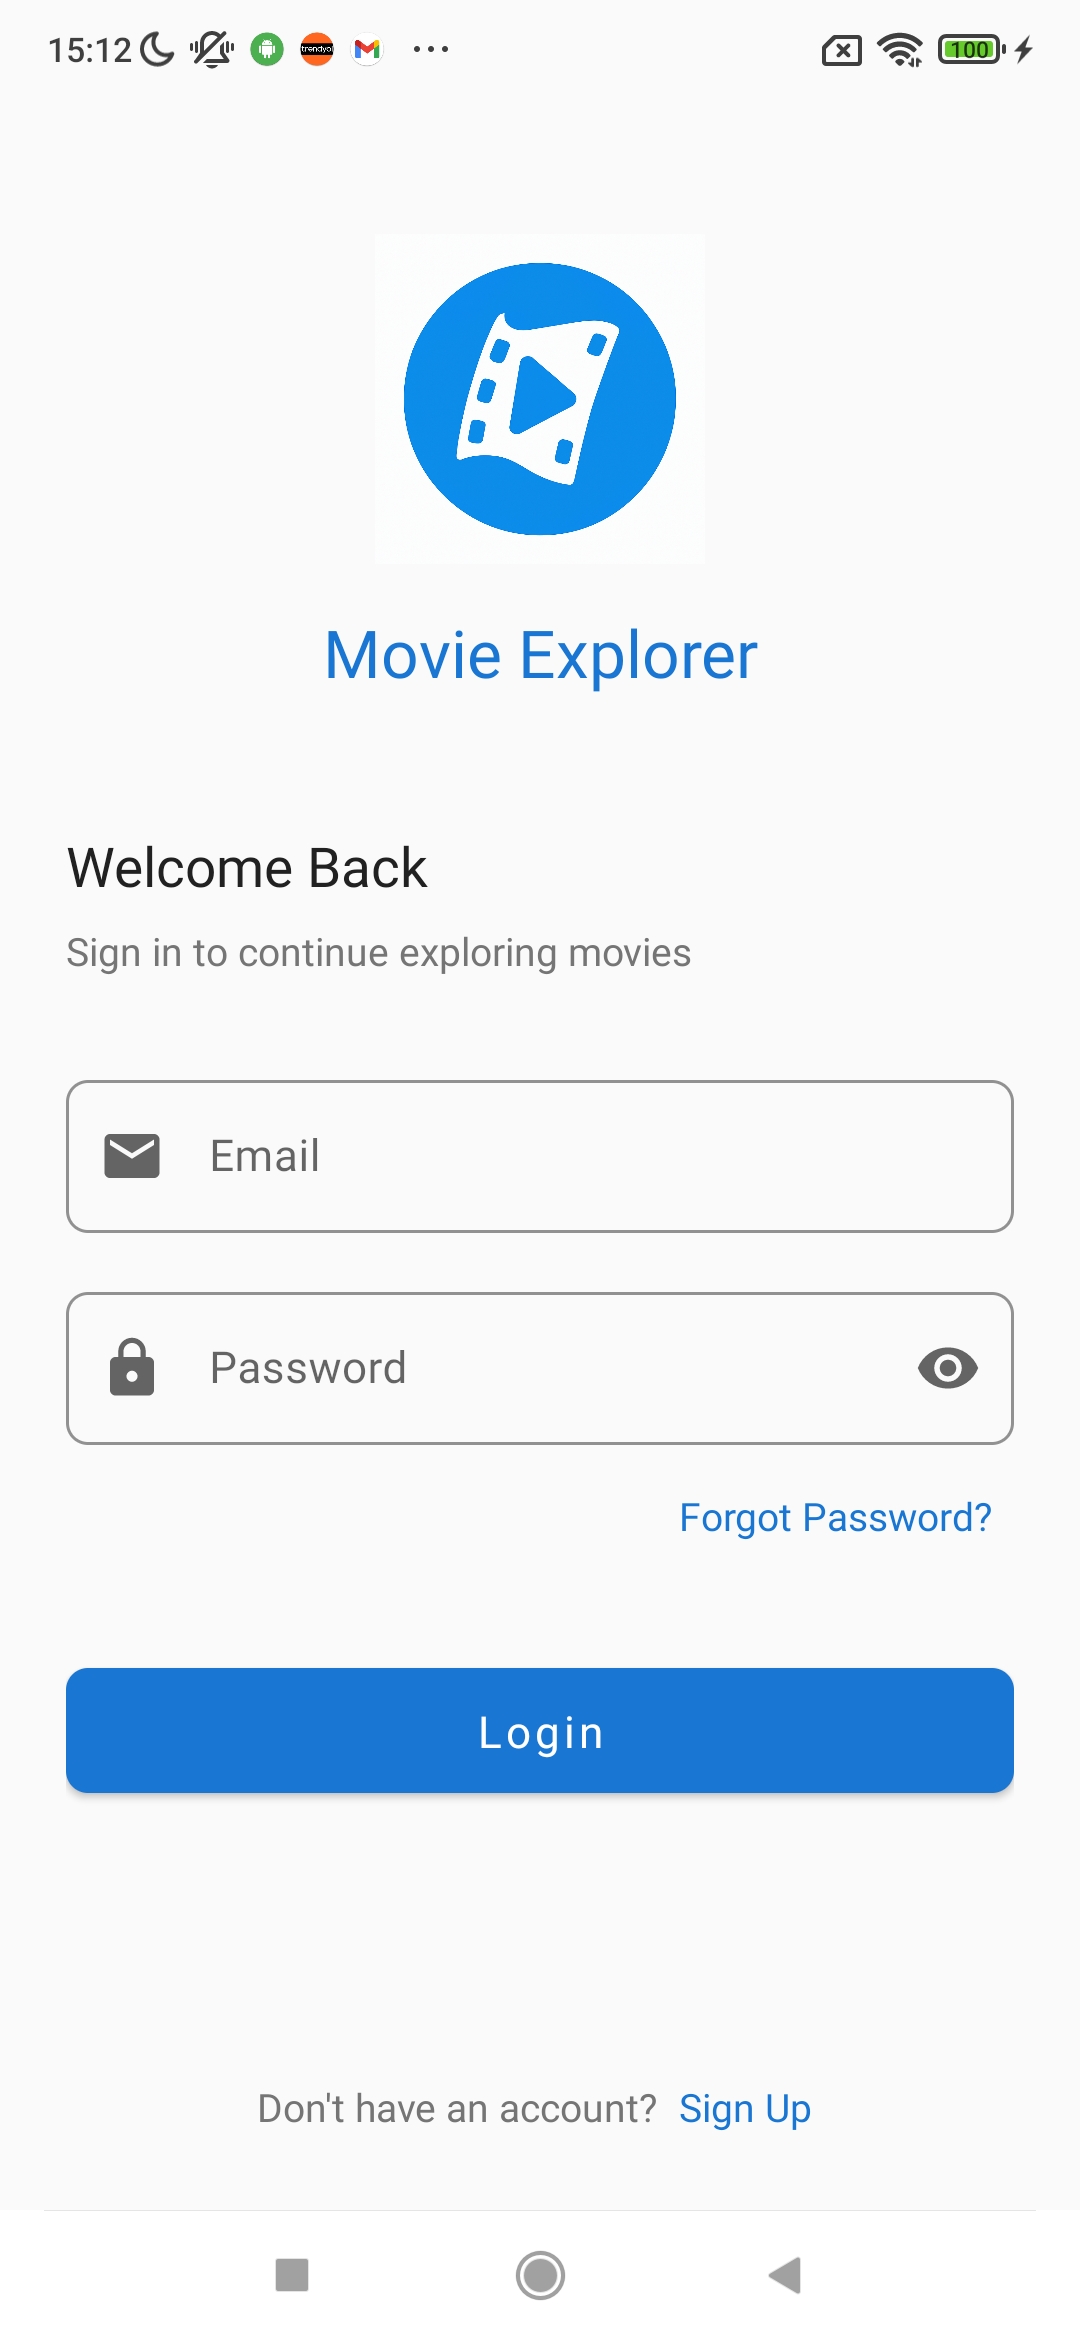 15:12 trendyol 100
Movie Explorer
Welcome Back
Sign in to continue exploring movies
Email
Password
Forgot Password?
Login
Don't have an account? Sign Up